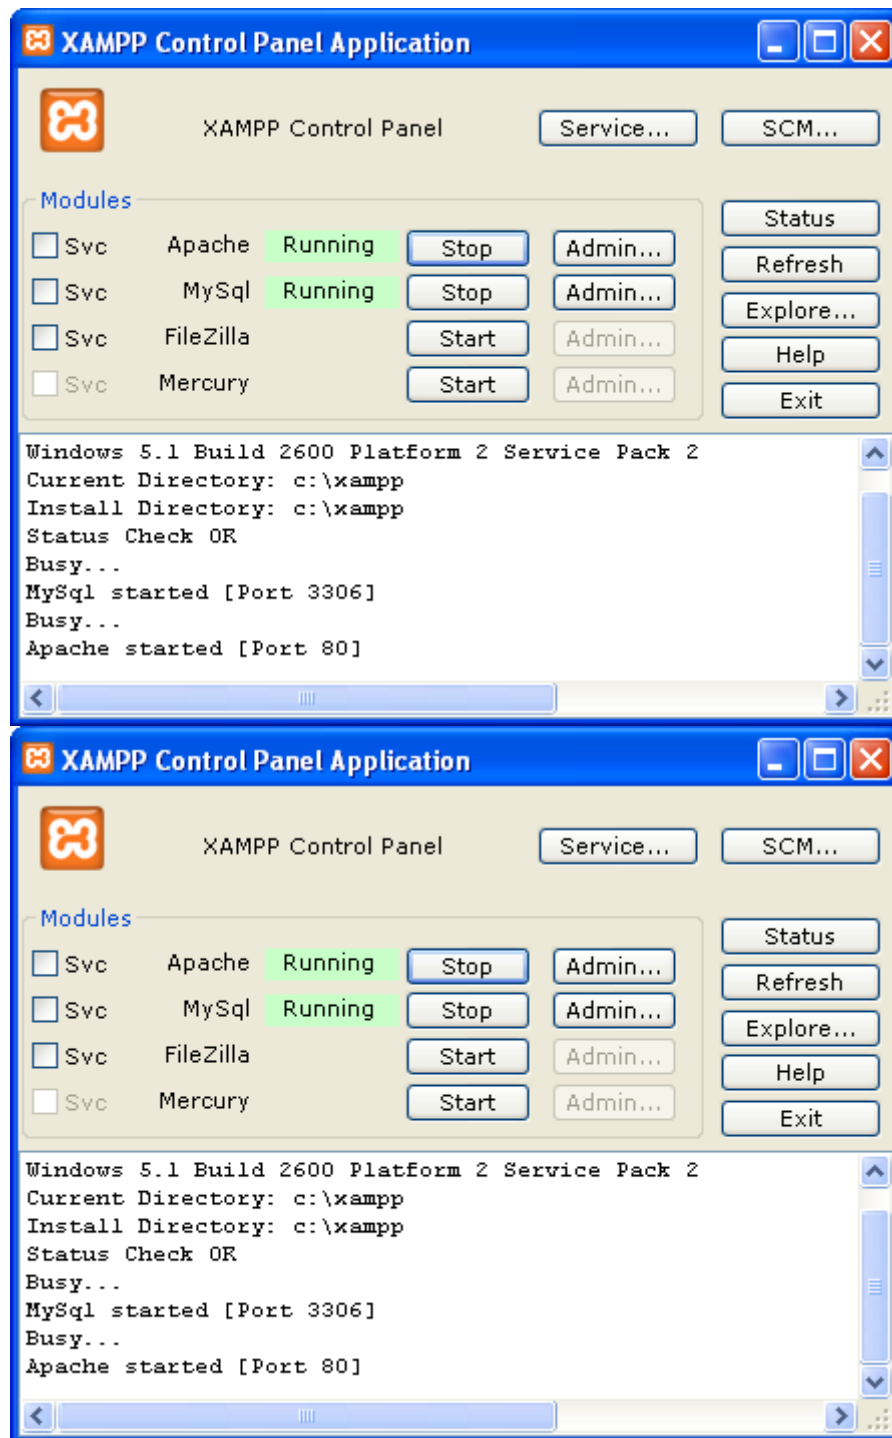 XAMPP Control Panel Application
XAMPP Control Panel Service... SCM...
Modules
Status
Svc Apache Running Stop Admin...
Refresh
Svc MySql Running Stop Admin...
Explore...
Svc FileZilla Start Admin...
Help
Svc Mercury Start Admin...
Exit
Windows 5.1 Build 2600 Platform 2 Service Pack 2
Current Directory: c:\xampp
Install Directory: c:\xampp
Status Check OK
Busy...
MySql started [Port 3306]
Busy...
Apache started [Port 80]
XAMPP Control Panel Application
XAMPP Control Panel Service... SCM...
Modules
Status
Svc Apache Running Stop Admin...
Refresh
Svc MySql Running Stop Admin...
Explore...
Svc FileZilla Start Admin...
Help
Svc Mercury Start Admin...
Exit
Windows 5.1 Build 2600 Platform 2 Service Pack 2
Current Directory: c:\xampp
Install Directory: c:\xampp
Status Check OK
Busy...
MySql started [Port 3306]
Busy...
Apache started [Port 80]